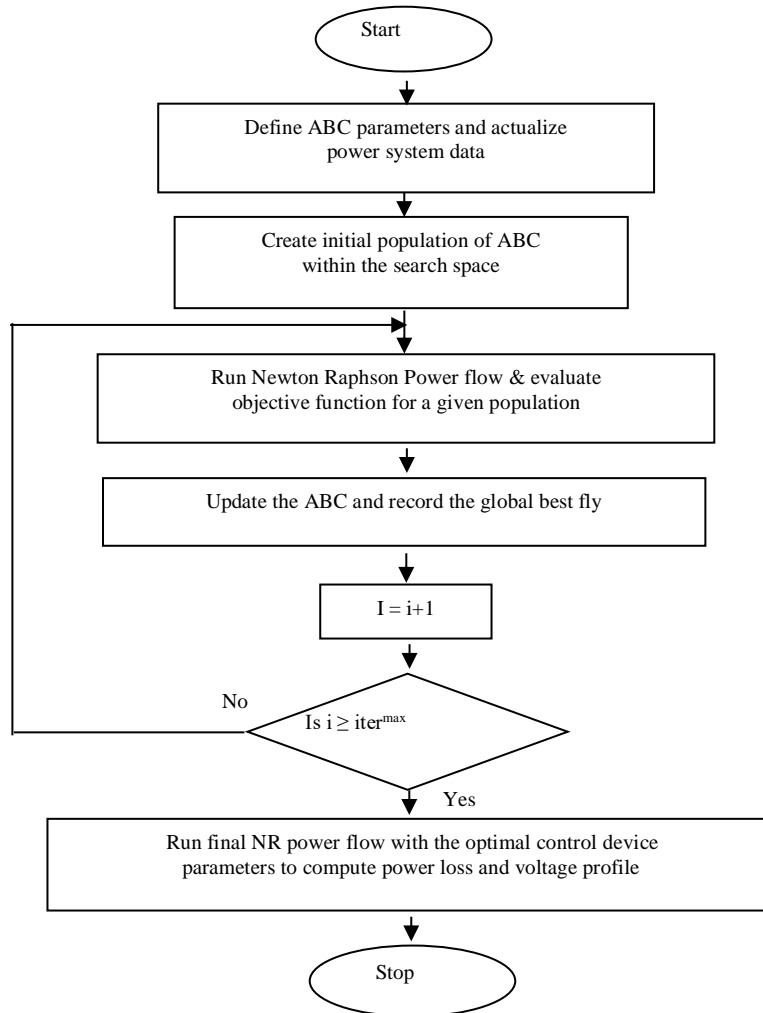 Start
Define ABC parameters and actualize
power system data
Create initial population of ABC
within the search space
Run Newton Raphson Power flow & evaluate
objective function for a given population
Update the ABC and record the global best fly
I = i+1
No
Is i ≥ iter^max
Yes
Run final NR power flow with the optimal control device
parameters to compute power loss and voltage profile
Stop